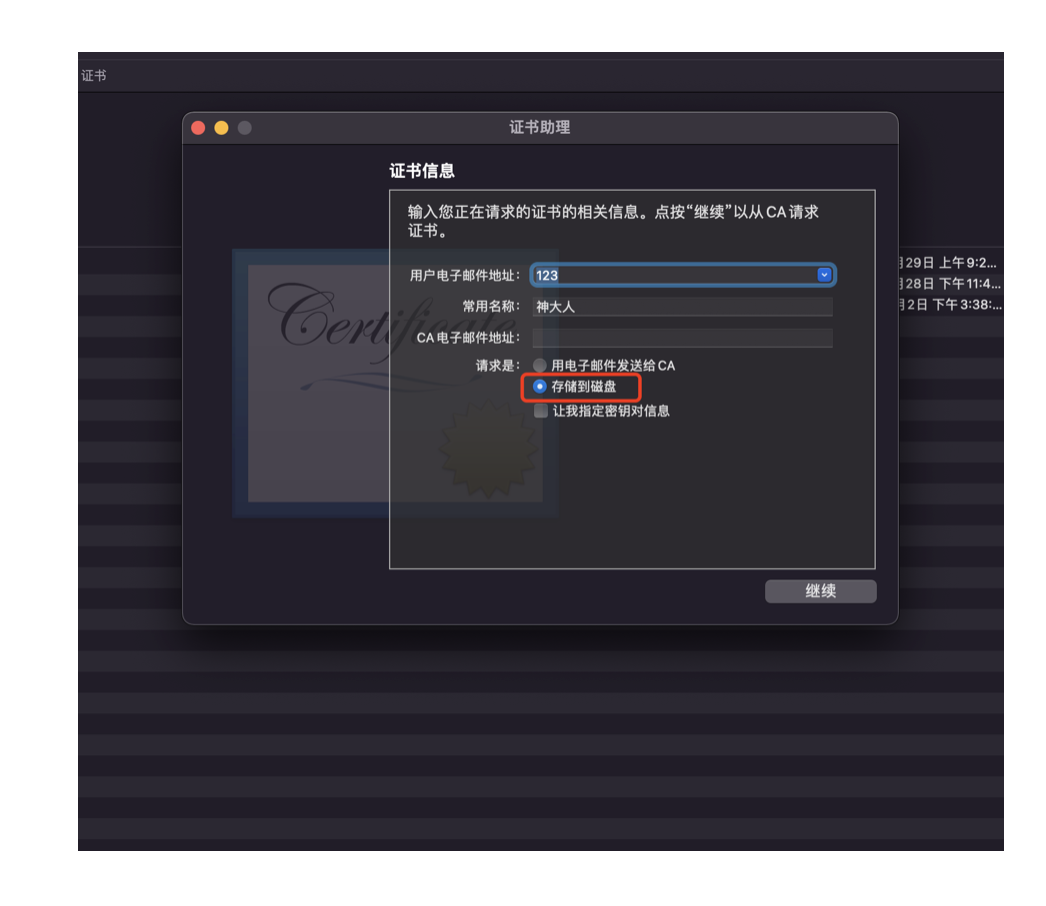 证书
证书助理
证书信息
输入您正在请求的证书的相关信息。点按“继续”以从 CA 请求
证书。
Certificate
用户电子邮件地址： 123
常用名称： 神大人
CA 电子邮件地址：
请求是： 用电子邮件发送给 CA
存储到磁盘
让我指定密钥对信息
继续
月29日 上午9:2...
月28日 下午11:4...
月2日 下午3:38:...